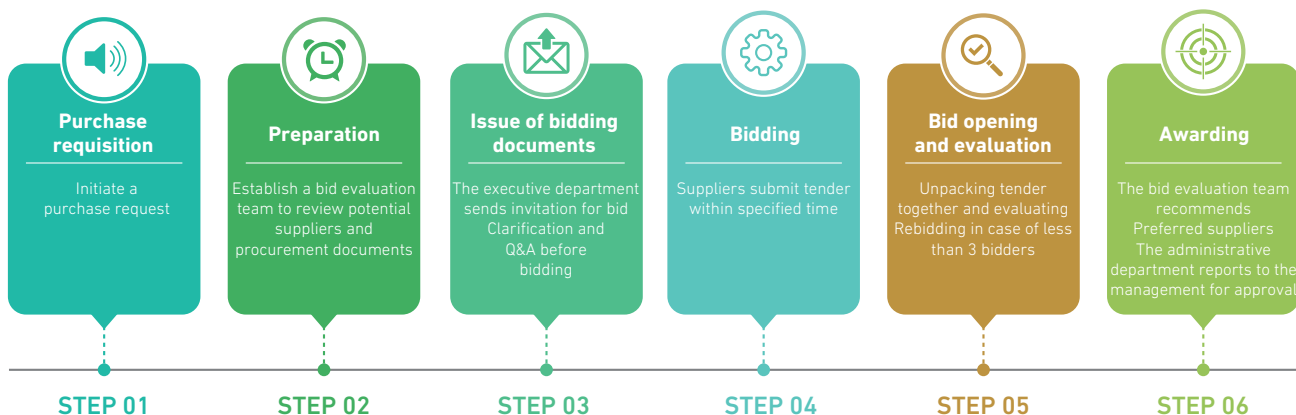 Purchase
requisition
Initiate a
purchase request
Preparation
Establish a bid evaluation
team to review potential
suppliers and
procurement documents
Issue of bidding
documents
The executive department
sends invitation for bid
Clarification and
Q&A before
bidding
Bidding
Suppliers submit tender
within specified time
Bid opening
and evaluation
Unpacking tender
together and evaluating
Rebidding in case of less
than 3 bidders
Awarding
The bid evaluation team
recommends
Preferred suppliers
The administrative
department reports to the
management for approval
STEP 01
STEP 02
STEP 03
STEP 04
STEP 05
STEP 06